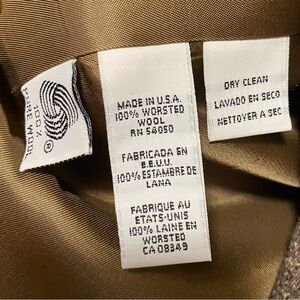 100%
PURE WOOL
®
MADE IN U.S.A.
100% WORSTED
WOOL
RN 54050
FABRICADA EN
E.E.U.U.
100% ESTAMBRE DE
LANA
FABRIQUE AU
ETATS-UNIS
100% LAINE EN
WORSTED
CA 08349
DRY CLEAN
LAVADO EN SECO
NETTOYER A SEC